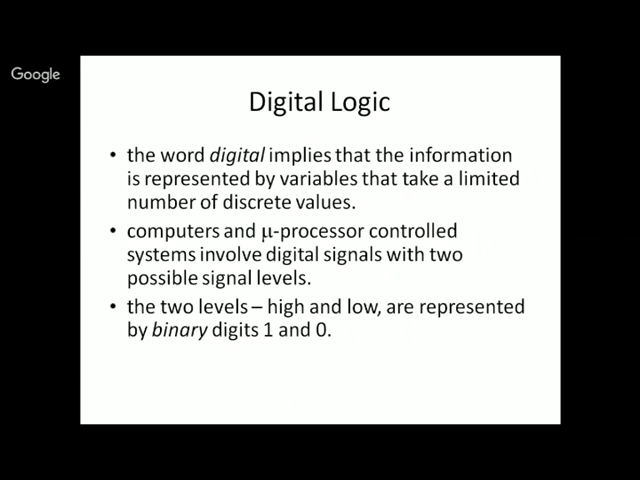 Google
Digital Logic
• the word digital implies that the information
is represented by variables that take a limited
number of discrete values.
• computers and μ-processor controlled
systems involve digital signals with two
possible signal levels.
• the two levels – high and low, are represented
by binary digits 1 and 0.